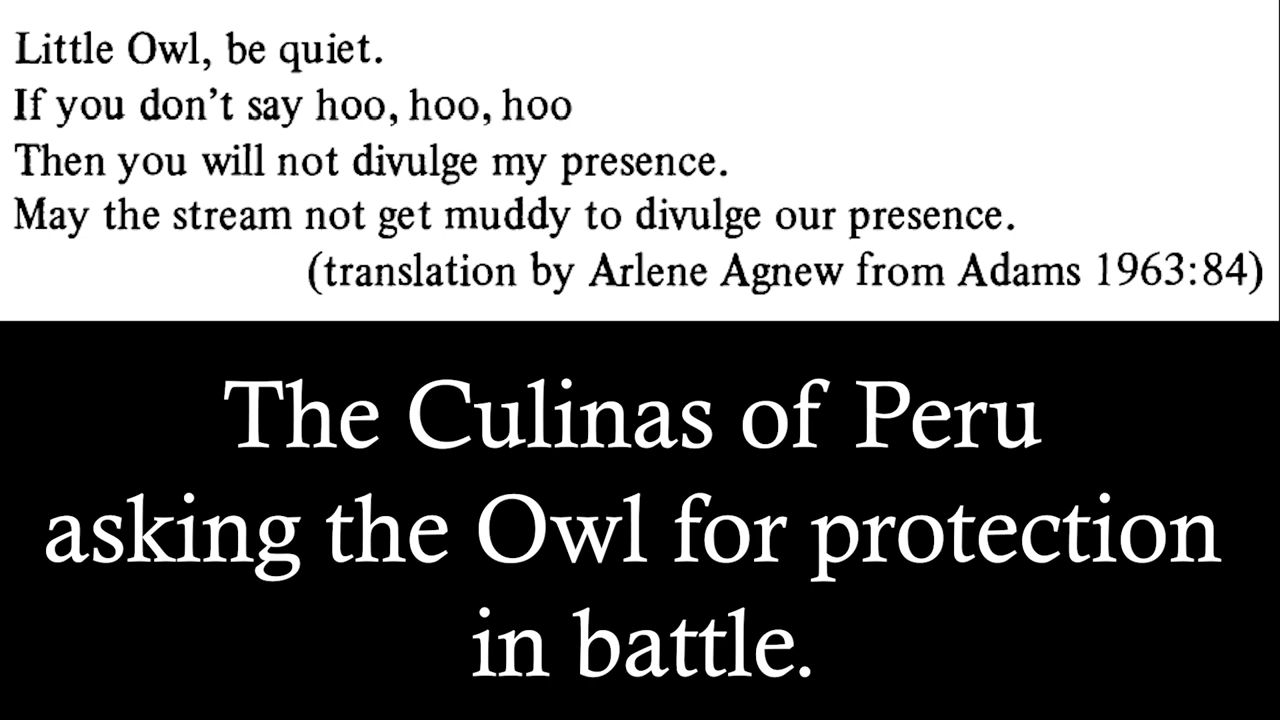 Little Owl, be quiet.
If you don't say hoo, hoo, hoo
Then you will not divulge my presence.
May the stream not get muddy to divulge our presence.
(translation by Arlene Agnew from Adams 1963:84)
The Culinas of Peru
asking the Owl for protection
in battle.